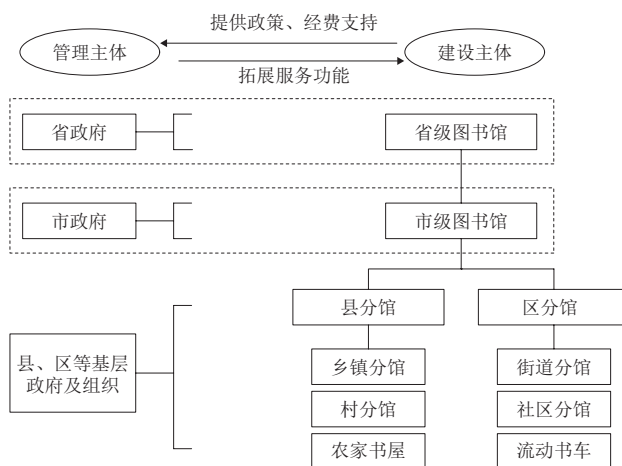 提供政策、经费支持
管理主体
建设主体
拓展服务功能
省政府
省级图书馆
市政府
市级图书馆
县分馆
区分馆
县、区等基层
政府及组织
乡镇分馆
街道分馆
村分馆
社区分馆
农家书屋
流动书车